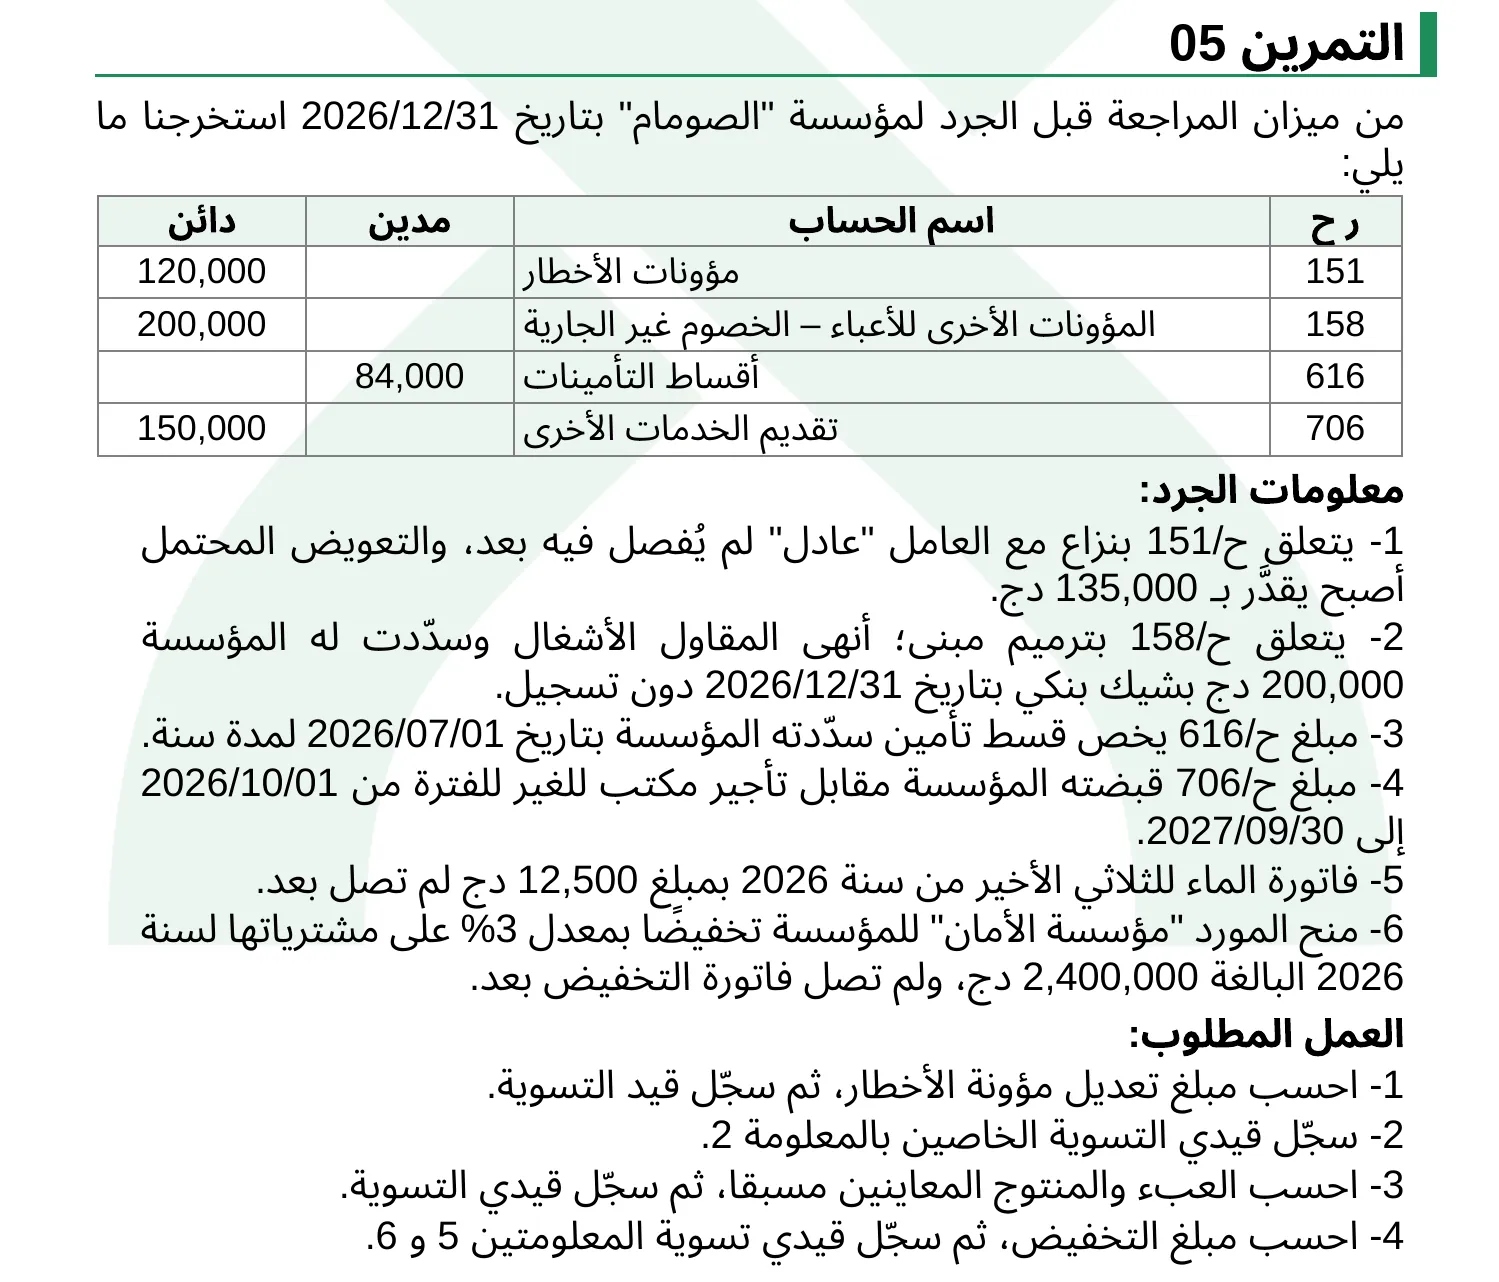 التمرين 05
من ميزان المراجعة قبل الجرد لمؤسسة "الصومام" بتاريخ 2026/12/31 استخرجنا ما
يلي:
ر ح اسم الحساب مدين دائن
151 مؤونات الأخطار 120,000
158 المؤونات الأخرى للأعباء – الخصوم غير الجارية 200,000
616 أقساط التأمينات 84,000
706 تقديم الخدمات الأخرى 150,000
معلومات الجرد:
1- يتعلق ح/151 بنزاع مع العامل "عادل" لم يُفصل فيه بعد، والتعويض المحتمل
أصبح يقدَّر بـ 135,000 دج.
2- يتعلق ح/158 بترميم مبنى؛ أنهى المقاول الأشغال وسدّدت له المؤسسة
200,000 دج بشيك بنكي بتاريخ 2026/12/31 دون تسجيل.
3- مبلغ ح/616 يخص قسط تأمين سدّدته المؤسسة بتاريخ 2026/07/01 لمدة سنة.
4- مبلغ ح/706 قبضته المؤسسة مقابل تأجير مكتب للغير للفترة من 2026/10/01
إلى 2027/09/30.
5- فاتورة الماء للثلاثي الأخير من سنة 2026 بمبلغ 12,500 دج لم تصل بعد.
6- منح المورد "مؤسسة الأمان" للمؤسسة تخفيضًا بمعدل 3% على مشترياتها لسنة
2026 البالغة 2,400,000 دج، ولم تصل فاتورة التخفيض بعد.
العمل المطلوب:
1- احسب مبلغ تعديل مؤونة الأخطار، ثم سجّل قيد التسوية.
2- سجّل قيدي التسوية الخاصين بالمعلومة 2.
3- احسب العبء والمنتوج المعاينين مسبقا، ثم سجّل قيدي التسوية.
4- احسب مبلغ التخفيض، ثم سجّل قيدي تسوية المعلومتين 5 و 6.